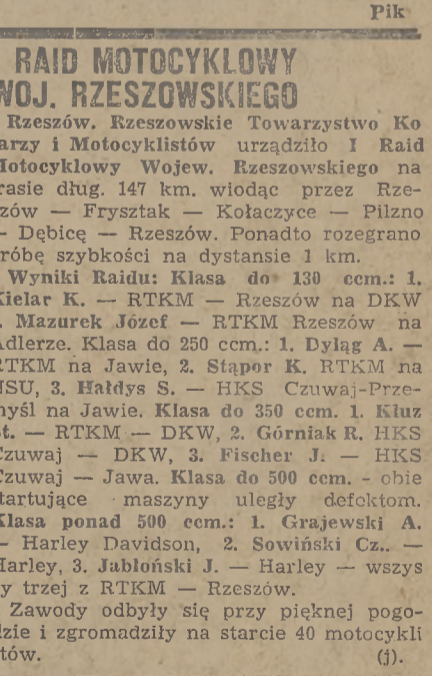 Pik
RAID MOTOCYKLOWY
WOJ. RZESZOWSKIEGO
Rzeszów. Rzeszowskie Towarzystwo Ko
arzy i Motocyklistów urządziło I Raid
Motocyklowy Wojew. Rzeszowskiego na
rasie dług. 147 km. wiodąc przez Rze-
szów — Frysztak — Kołaczyce — Pilzno
— Dębicę — Rzeszów. Ponadto rozegrano
próbę szybkości na dystansie 1 km.
Wyniki Raidu: Klasa do 130 ccm.: 1.
Kielar K. — RTKM — Rzeszów na DKW
. Mazurek Józef — RTKM Rzeszów na
Adlerze. Klasa do 250 ccm.: 1. Dyląg A. —
RTKM na Jawie, 2. Stąpor K. RTKM na
NSU, 3. Hałdys S. — HKS Czuwaj-Prze-
myśl na Jawie. Klasa do 350 ccm. 1. Kluz
St. — RTKM — DKW, 2. Górniak R. HKS
Czuwaj — DKW, 3. Fischer J. — HKS
Czuwaj — Jawa. Klasa do 500 ccm. - obie
startujące maszyny uległy defektom.
Klasa ponad 500 ccm.: 1. Grajewski A.
— Harley Davidson, 2. Sowiński Cz.. —
Harley, 3. Jabłoński J. — Harley — wszys
cy trzej z RTKM — Rzeszów.
Zawody odbyły się przy pięknej pogo-
dzie i zgromadziły na starcie 40 motocykli
stów. (j).